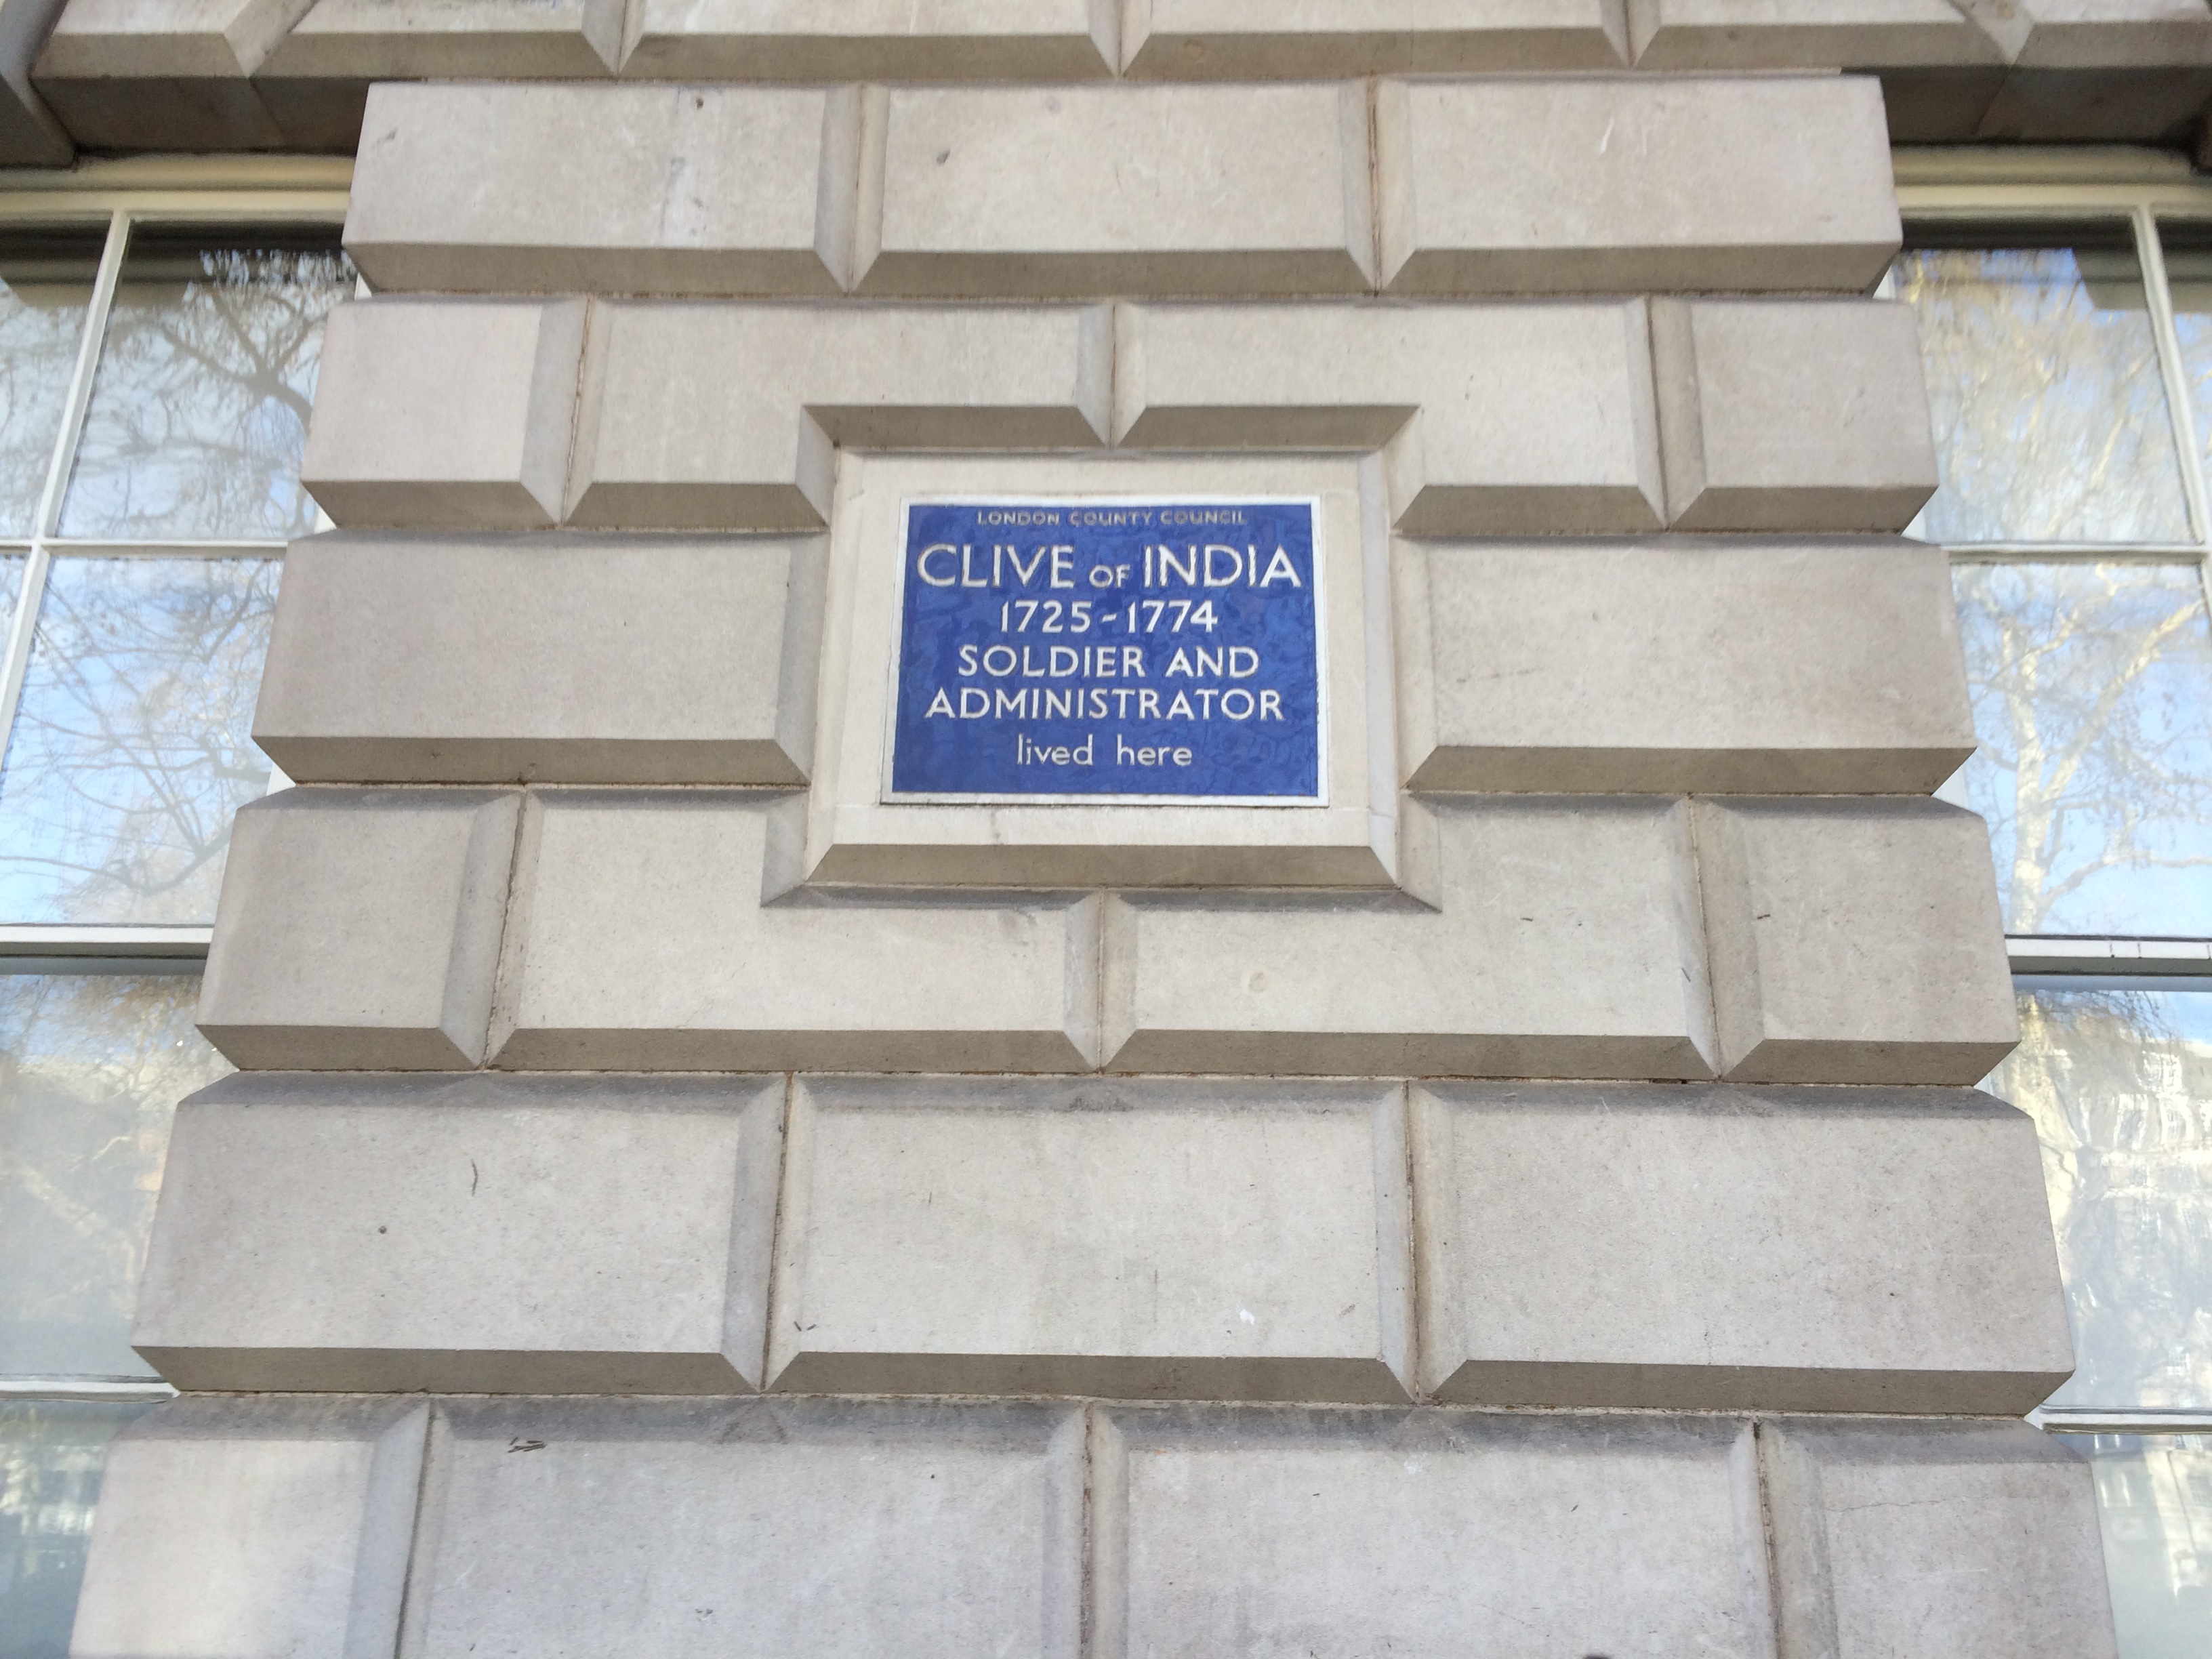 LONDON COUNTY COUNCIL
CLIVE OF INDIA
1725-1774
SOLDIER AND
ADMINISTRATOR
lived here